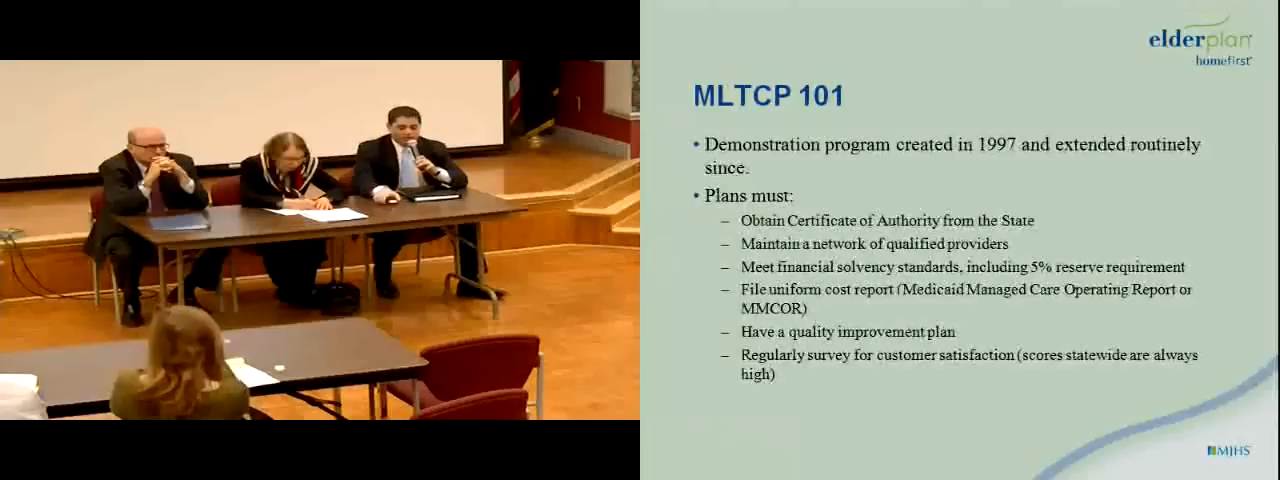 elderplan
homefirst
MLTCP 101
• Demonstration program created in 1997 and extended routinely
since.
• Plans must:
– Obtain Certificate of Authority from the State
– Maintain a network of qualified providers
– Meet financial solvency standards, including 5% reserve requirement
– File uniform cost report (Medicaid Managed Care Operating Report or
MMCOR)
– Have a quality improvement plan
– Regularly survey for customer satisfaction (scores statewide are always
high)
MJHS